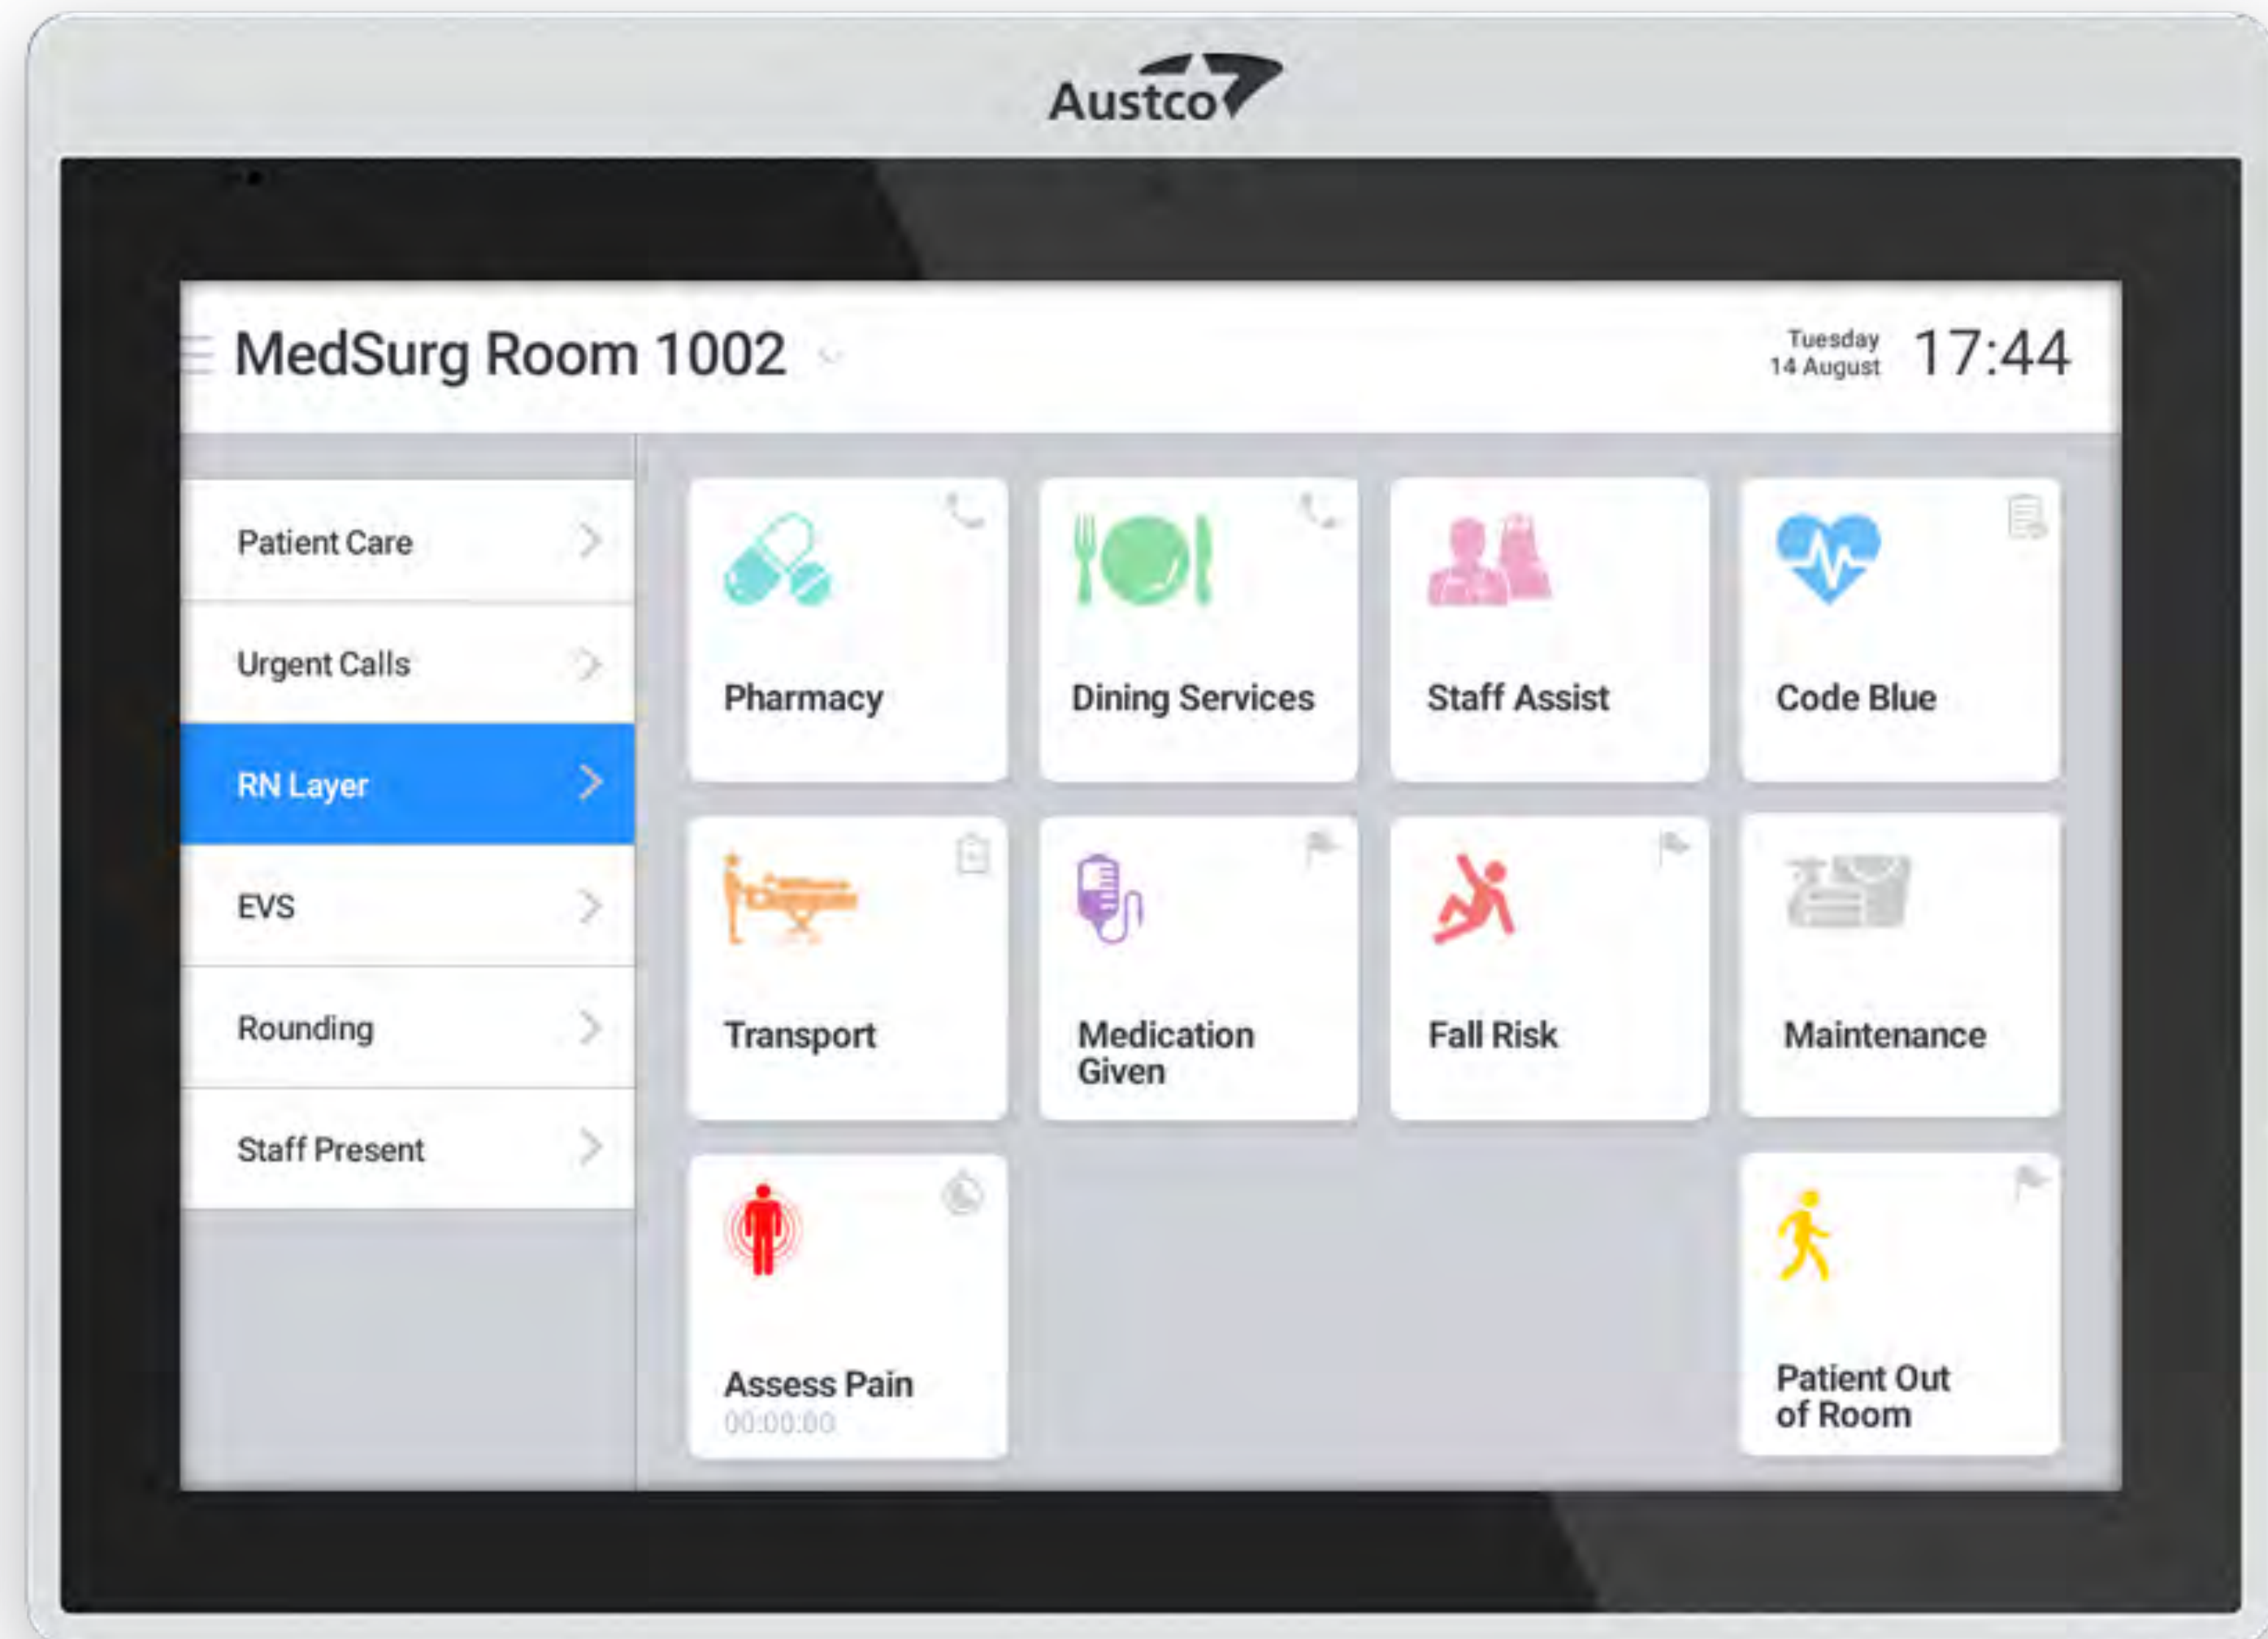 Austco
MedSurg Room 1002
Tuesday
14 August
17:44
Patient Care
Urgent Calls
RN Layer
EVS
Rounding
Staff Present
Pharmacy
Dining Services
Staff Assist
Code Blue
Transport
Medication
Given
Fall Risk
Maintenance
Assess Pain
00:00:00
Patient Out
of Room